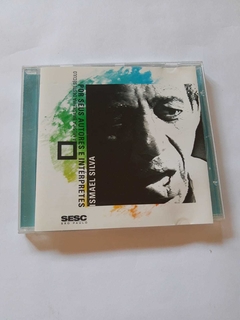 POR SEUS AUTORES E INTÉRPRETES
ISMAEL SILVA
SESC
SÃO PAULO